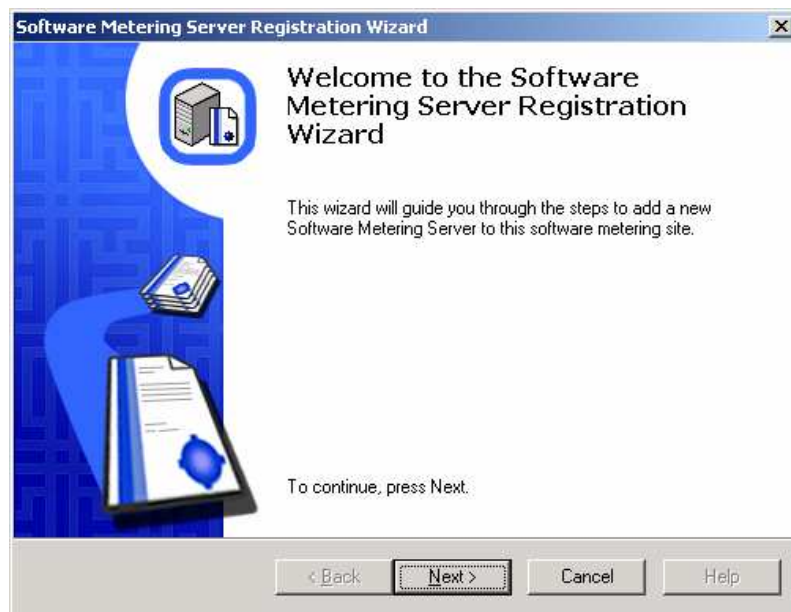 Software Metering Server Registration Wizard
Welcome to the Software
Metering Server Registration
Wizard
This wizard will guide you through the steps to add a new
Software Metering Server to this software metering site.
To continue, press Next.
< Back
Next >
Cancel
Help